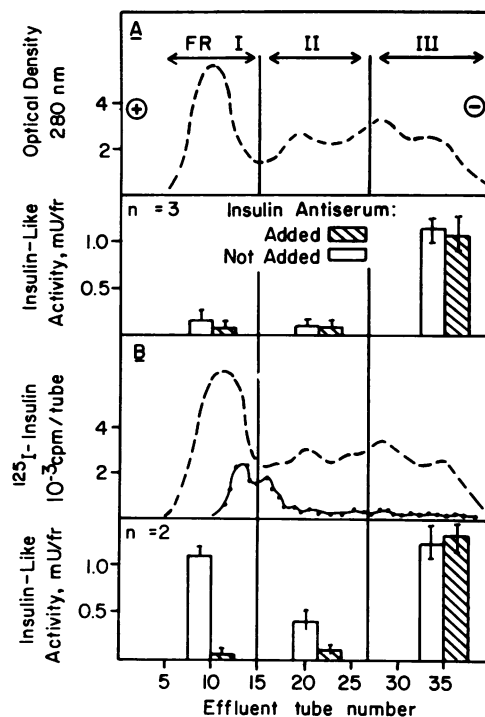 A
FR I II III
Optical Density
280 nm
4
2
+
−
n = 3 Insulin Antiserum:
Added
Not Added
Insulin-Like
Activity, mU/fr
1.0
0.5
B
125I-Insulin
10-3cpm/tube
4
2
n = 2
Insulin-Like
Activity, mU/fr
1.0
0.5
5 10 15 20 25 30 35
Effluent tube number